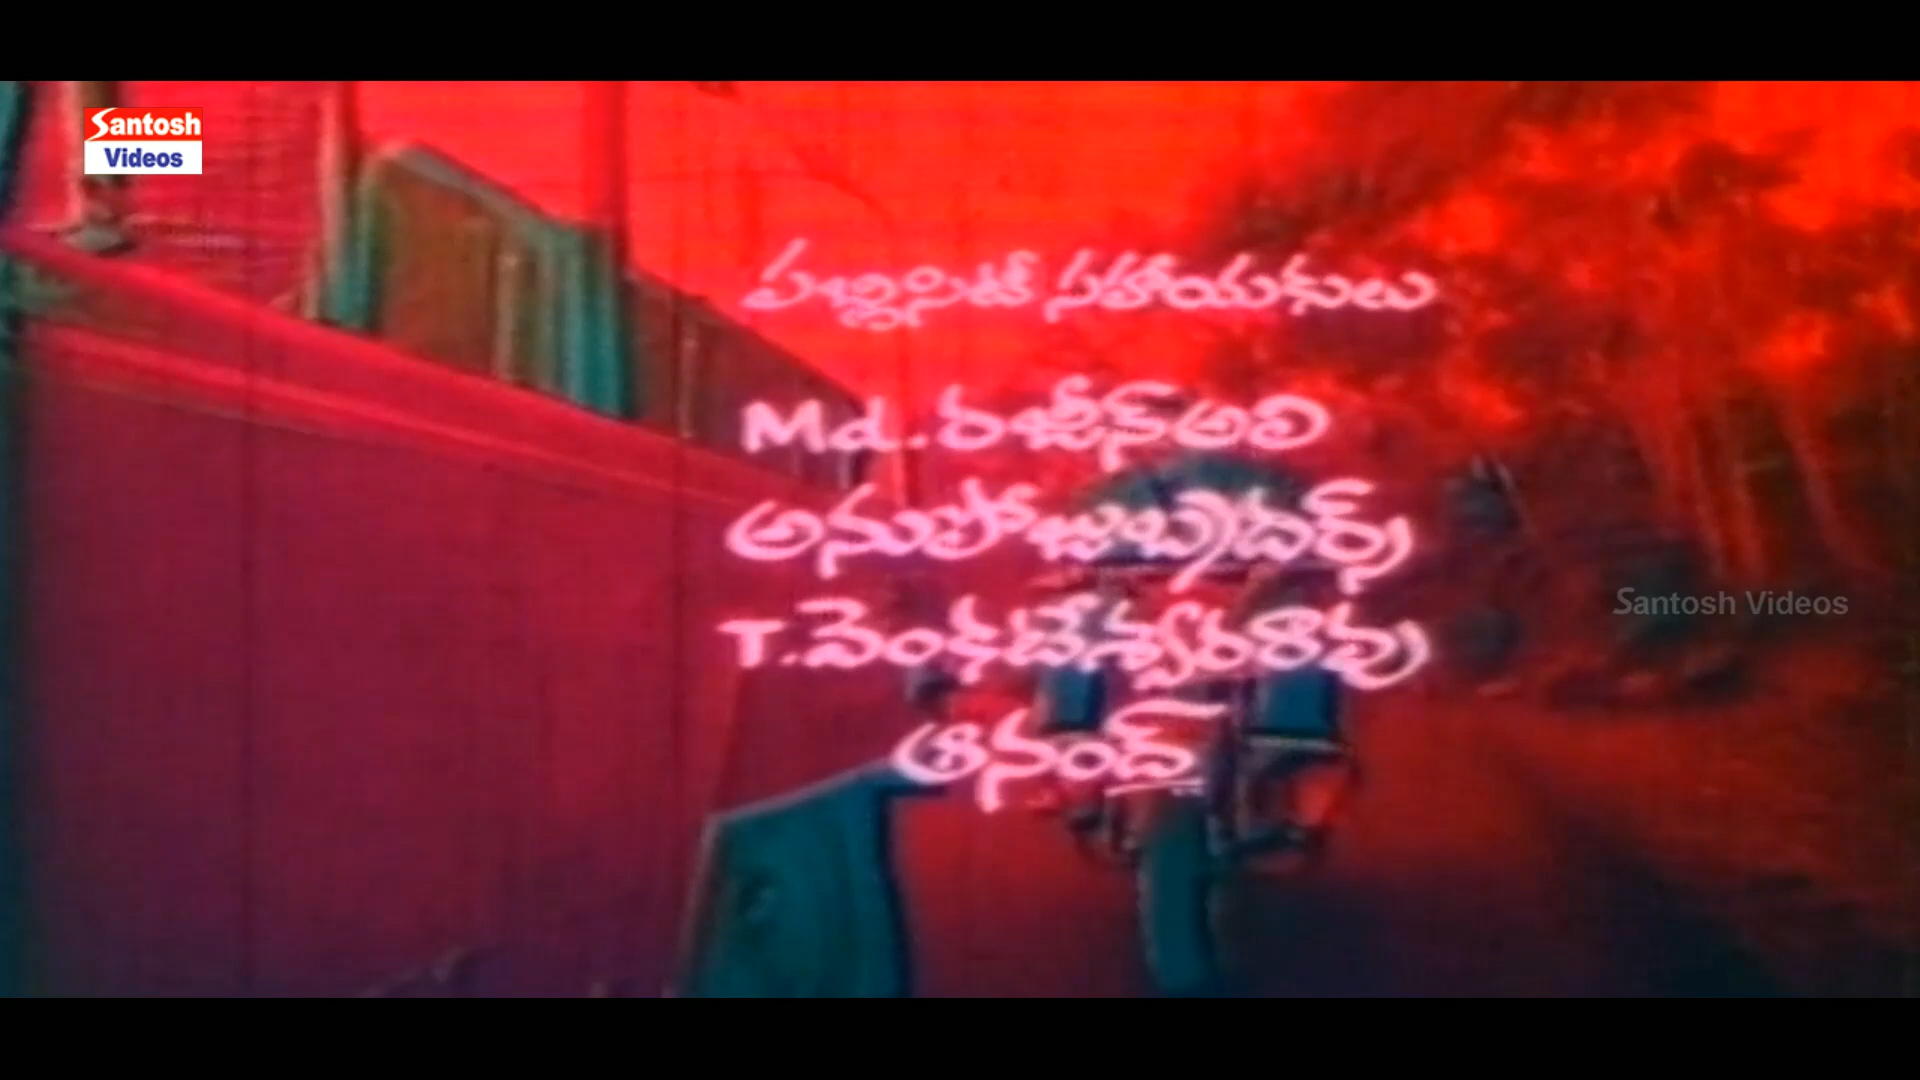 Santosh
Videos
పబ్లిసిటీ సహాయకులు
Md. రజీన్ అలి
అనుపోజు బ్రదర్స్
T. వెంకటేశ్వరరావు
ఆనంద్
Santosh Videos